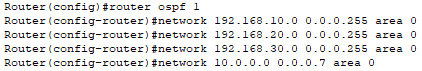 Router(config)#router ospf 1
Router(config-router)#network 192.168.10.0 0.0.0.255 area 0
Router(config-router)#network 192.168.20.0 0.0.0.255 area 0
Router(config-router)#network 192.168.30.0 0.0.0.255 area 0
Router(config-router)#network 10.0.0.0 0.0.0.7 area 0